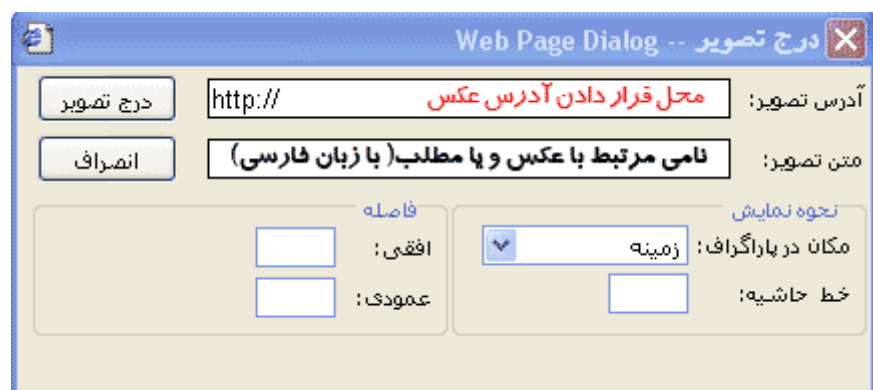 درج تصویر -- Web Page Dialog
آدرس تصویر: محل قرار دادن آدرس عکس http:// درج تصویر
متن تصویر: نامی مرتبط با عکس و یا مطلب( با زبان فارسی) انصراف
نحوه نمایش
مکان در پاراگراف: زمینه
خط حاشیه:
فاصله
افقی:
عمودی: